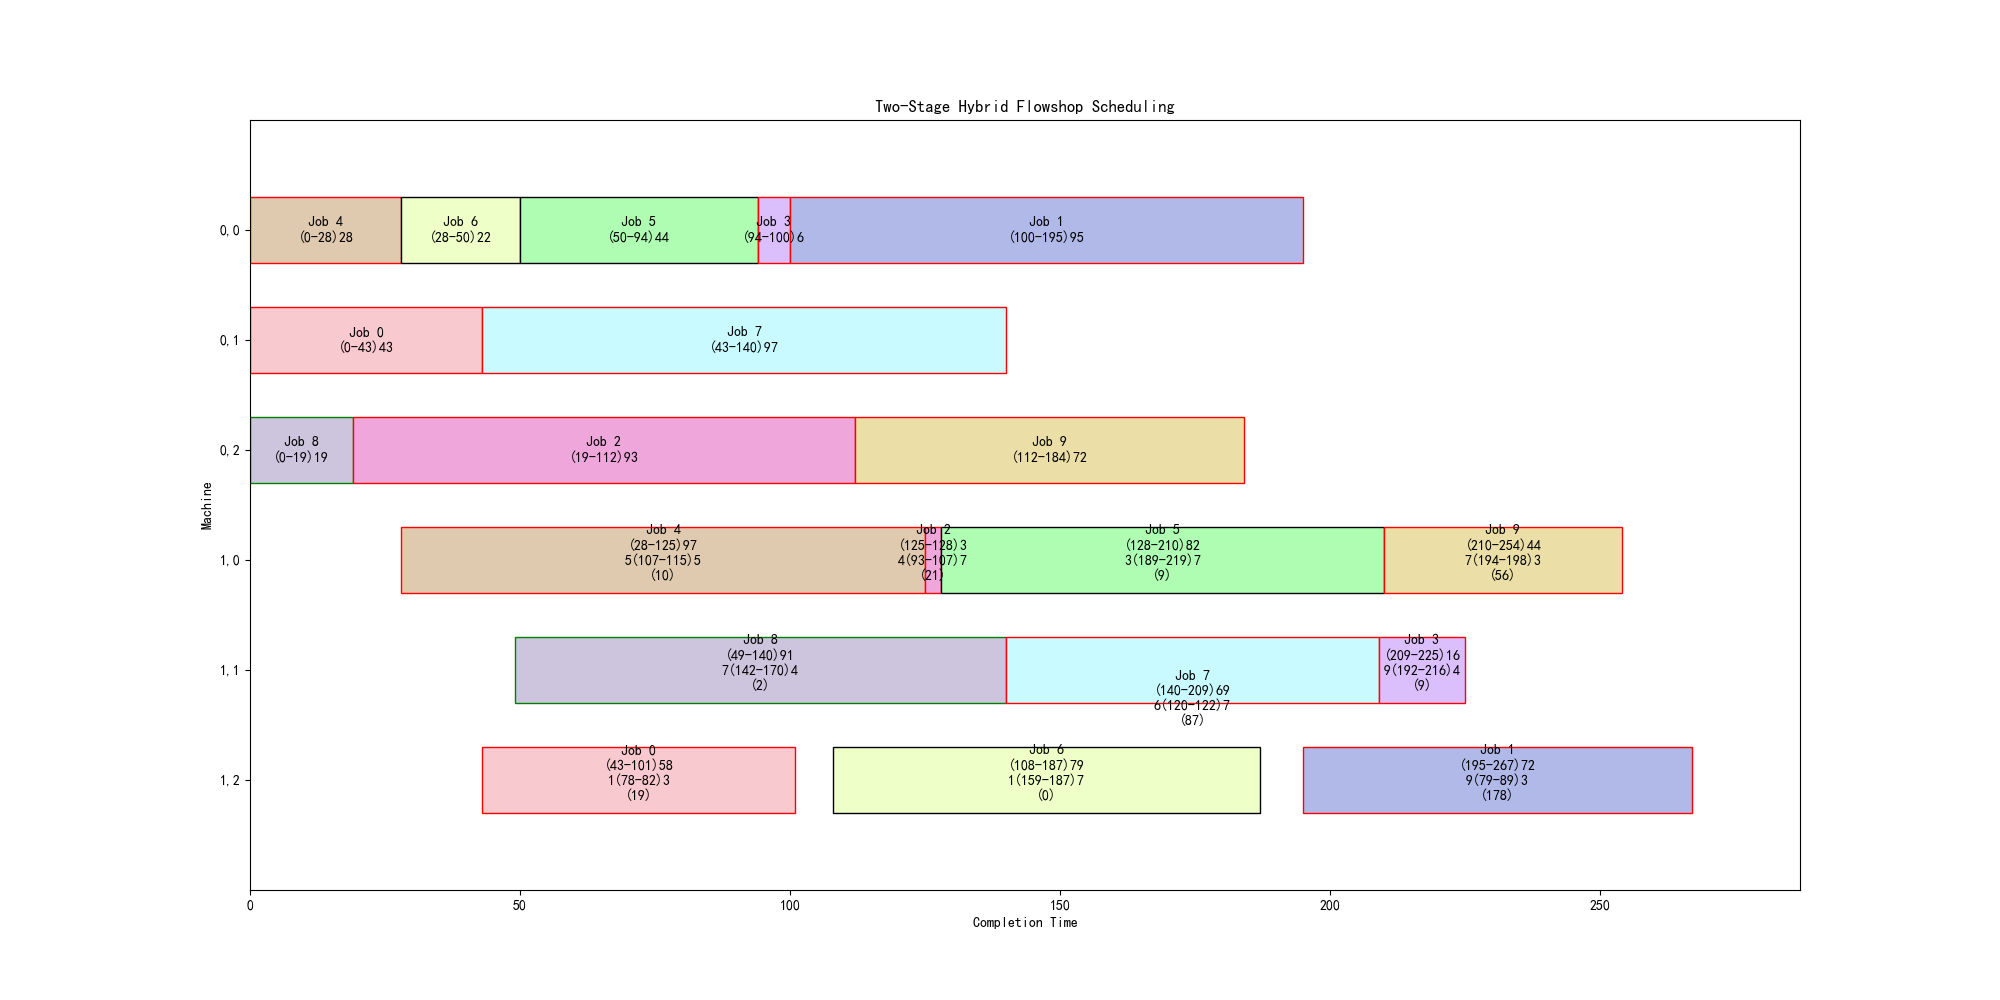 Two-Stage Hybrid Flowshop Scheduling
Machine
0,0
Job 4
(0-28)28
Job 6
(28-50)22
Job 5
(50-94)44
Job 3
(94-100)6
Job 1
(100-195)95
0,1
Job 0
(0-43)43
Job 7
(43-140)97
0,2
Job 8
(0-19)19
Job 2
(19-112)93
Job 9
(112-184)72
1,0
Job 4
(28-125)97
5(107-115)5
(10)
Job 2
(125-128)3
4(93-107)7
(21)
Job 5
(128-210)82
3(189-219)7
(9)
Job 9
(210-254)44
7(194-198)3
(56)
1,1
Job 8
(49-140)91
7(142-170)4
(2)
Job 7
(140-209)69
6(120-122)7
(87)
Job 3
(209-225)16
9(192-216)4
(9)
1,2
Job 0
(43-101)58
1(78-82)3
(19)
Job 6
(108-187)79
1(159-187)7
(0)
Job 1
(195-267)72
9(79-89)3
(178)
0
50
100
150
200
250
Completion Time